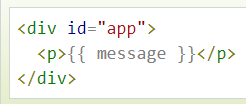 <div id="app">
  <p>{{ message }}</p>
</div>